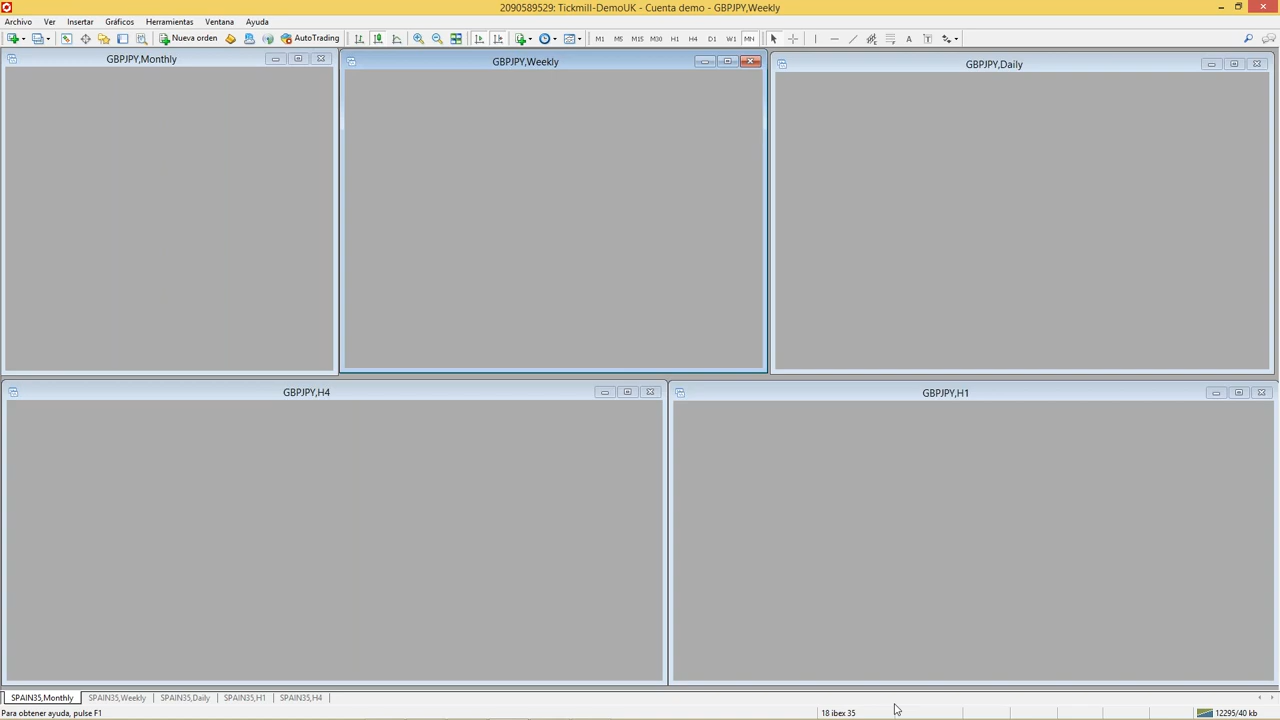 2090589529: Tickmill-DemoUK - Cuenta demo - GBPJPY,Weekly
Archivo Ver Insertar Gráficos Herramientas Ventana Ayuda
Nueva orden AutoTrading M1 M5 M15 M30 H1 H4 D1 W1 MN A T
GBPJPY,Monthly
GBPJPY,Weekly
GBPJPY,Daily
GBPJPY,H4
GBPJPY,H1
SPAIN35,Monthly SPAIN35,Weekly SPAIN35,Daily SPAIN35,H1 SPAIN35,H4
Para obtener ayuda, pulse F1 18 ibex 35 12295/40 kb